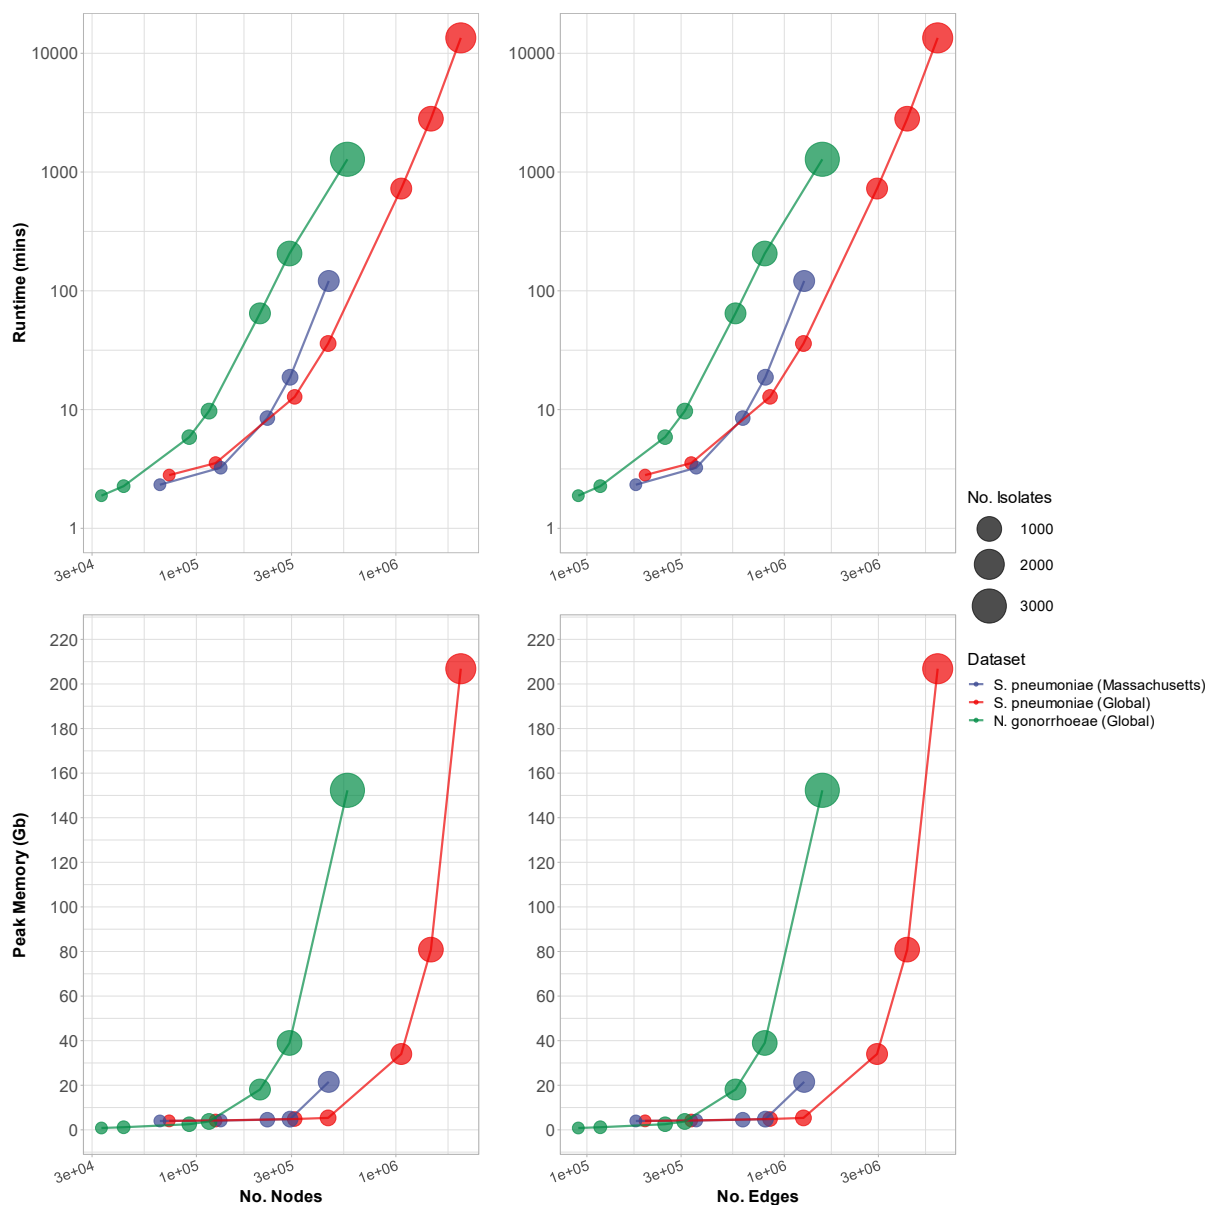 Runtime (mins)
10000
1000
100
10
1
3e+04
1e+05
3e+05
1e+06
10000
1000
100
10
1
1e+05
3e+05
1e+06
3e+06
Peak Memory (Gb)
220
200
180
160
140
120
100
80
60
40
20
0
3e+04
1e+05
3e+05
1e+06
No. Nodes
220
200
180
160
140
120
100
80
60
40
20
0
1e+05
3e+05
1e+06
3e+06
No. Edges
No. Isolates
1000
2000
3000
Dataset
S. pneumoniae (Massachusetts)
S. pneumoniae (Global)
N. gonorrhoeae (Global)